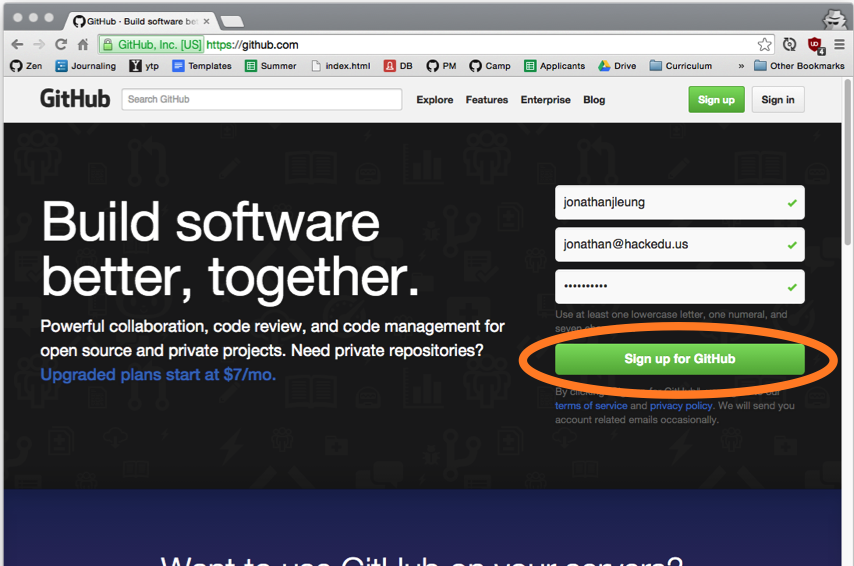 GitHub · Build software bet
GitHub, Inc. [US] https://github.com
Zen Journaling ytp Templates Summer index.html DB PM Camp Applicants Drive Curriculum » Other Bookmarks
GitHub Search GitHub Explore Features Enterprise Blog Sign up Sign in
Build software
better, together.
Powerful collaboration, code review, and code management for
open source and private projects. Need private repositories?
Upgraded plans start at $7/mo.
jonathanjleung
jonathan@hackedu.us
••••••••••
Use at least one lowercase letter, one numeral, and
seven
Sign up for GitHub
By clicking
terms of service and privacy policy. We will send you
account related emails occasionally.
Want to use GitHub on your servers?